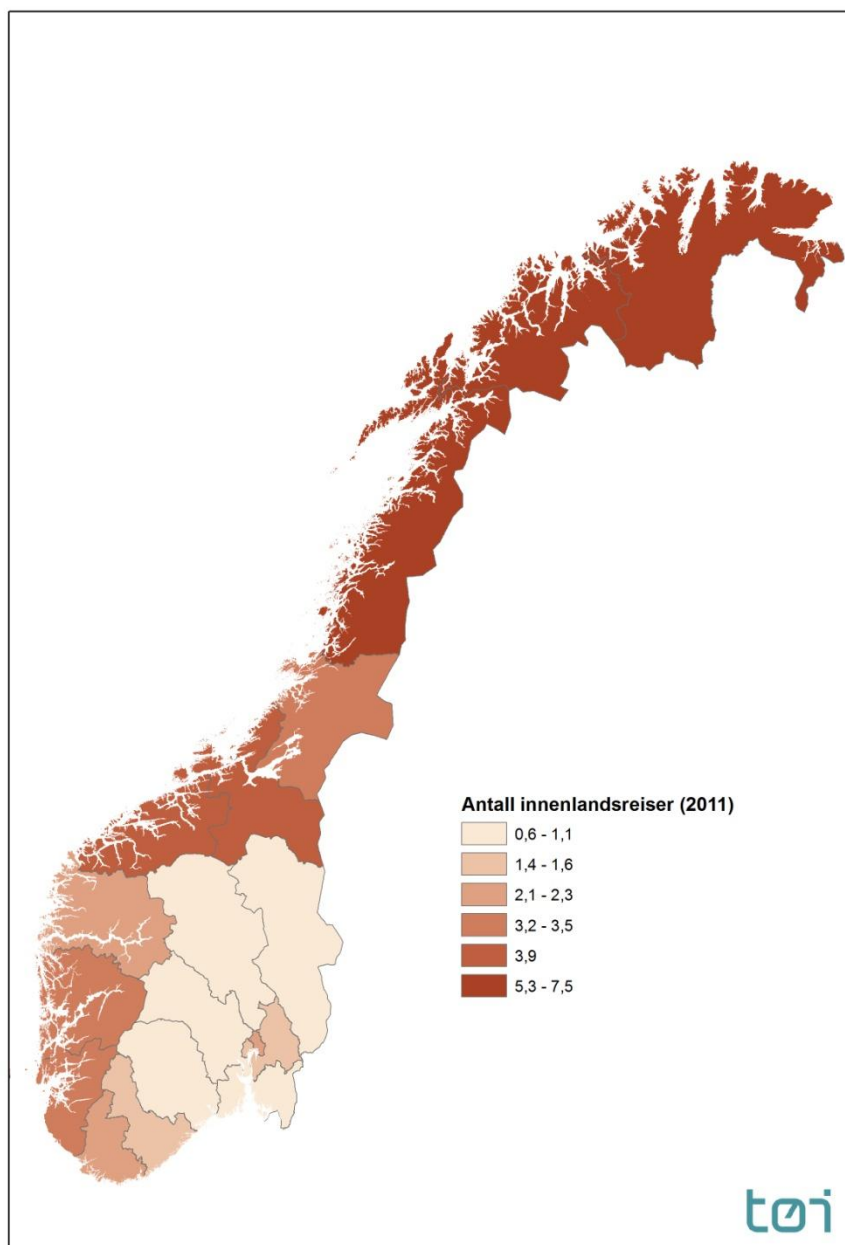 Antall innenlandsreiser (2011)
0,6 - 1,1
1,4 - 1,6
2,1 - 2,3
3,2 - 3,5
3,9
5,3 - 7,5
tøi